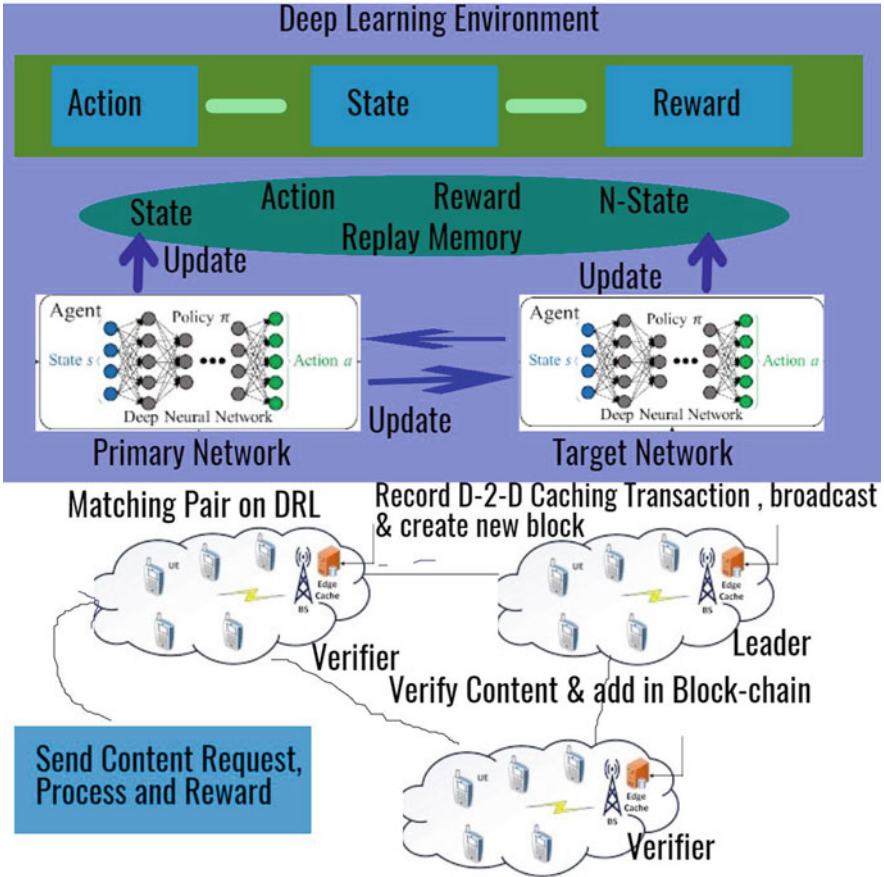 Deep Learning Environment
Action
State
Reward
State
Action
Reward
N-State
Replay Memory
Update
Update
Agent
Policy π
State s
Action a
Deep Neural Network
Agent
Policy π
State s
Action a
Deep Neural Network
Update
Primary Network
Target Network
Matching Pair on DRL
Record D-2-D Caching Transaction , broadcast
& create new block
UE
Edge
Cache
BS
Verifier
UE
Edge
Cache
BS
Leader
Verify Content & add in Block-chain
Send Content Request,
Process and Reward
UE
Edge
Cache
BS
Verifier